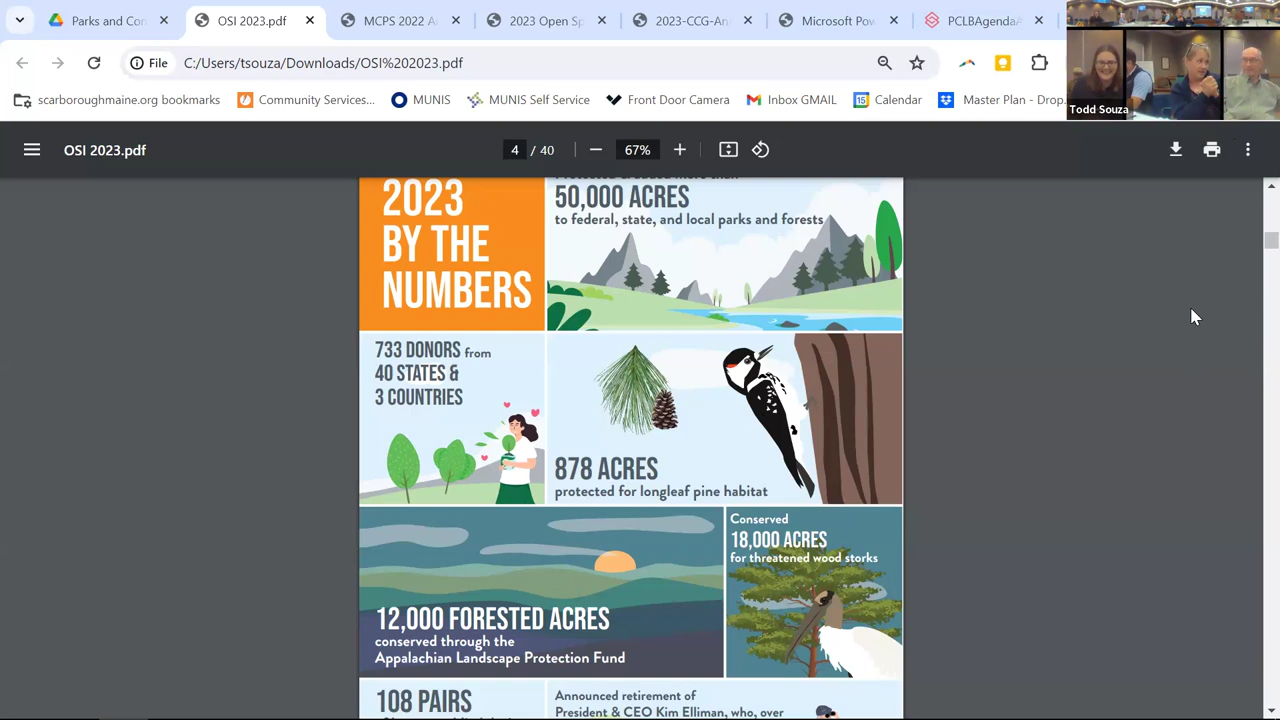 Parks and Con
OSI 2023.pdf
MCPS 2022 A
2023 Open Sp
2023-CCG-An
Microsoft Pow
PCLBAgenda
File
C:/Users/tsouza/Downloads/OSI%202023.pdf
scarboroughmaine.org bookmarks
Community Services...
MUNIS
MUNIS Self Service
Front Door Camera
Inbox GMAIL
31
Calendar
Master Plan - Drop
Todd Souza
OSI 2023.pdf
4 / 40
67%
2023
BY THE
NUMBERS
50,000 ACRES
to federal, state, and local parks and forests
733 DONORS from
40 STATES &
3 COUNTRIES
878 ACRES
protected for longleaf pine habitat
12,000 FORESTED ACRES
conserved through the
Appalachian Landscape Protection Fund
Conserved
18,000 ACRES
for threatened wood storks
108 PAIRS
Announced retirement of
President & CEO Kim Elliman, who, over